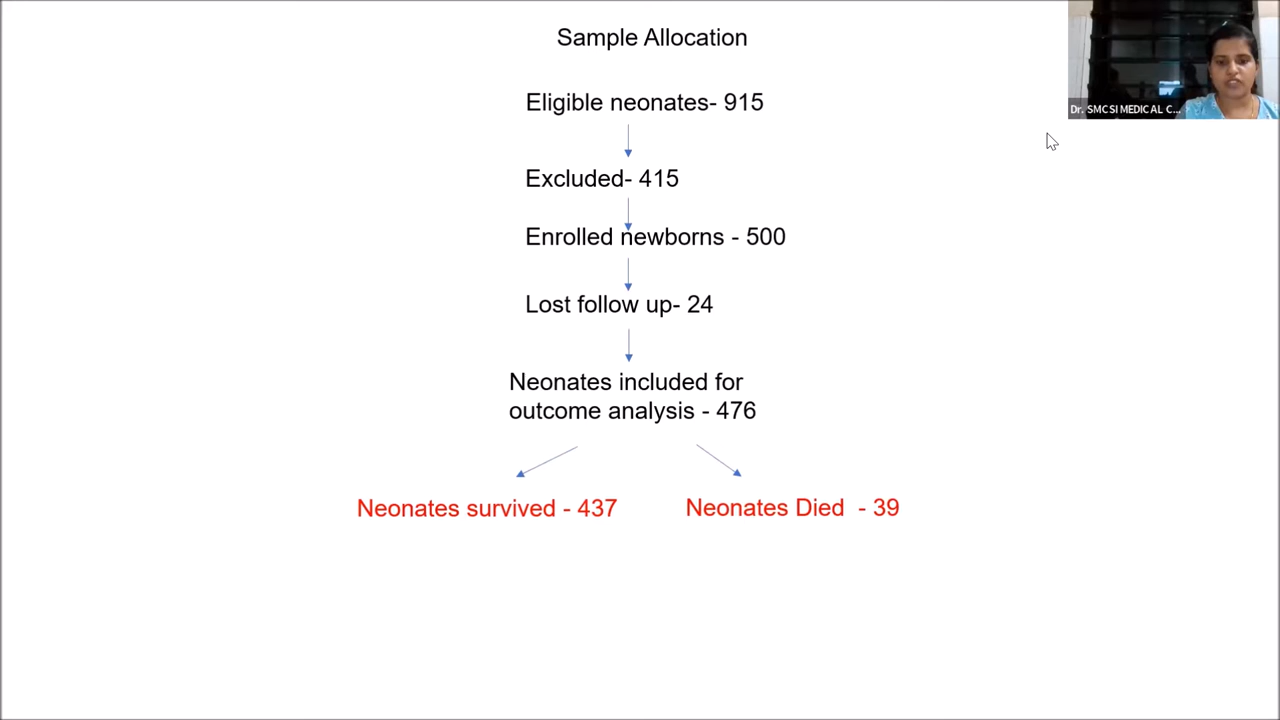 Sample Allocation
Eligible neonates- 915
Excluded- 415
Enrolled newborns - 500
Lost follow up- 24
Neonates included for
outcome analysis - 476
Neonates survived - 437
Neonates Died - 39
Dr. SMCSI MEDICAL C...